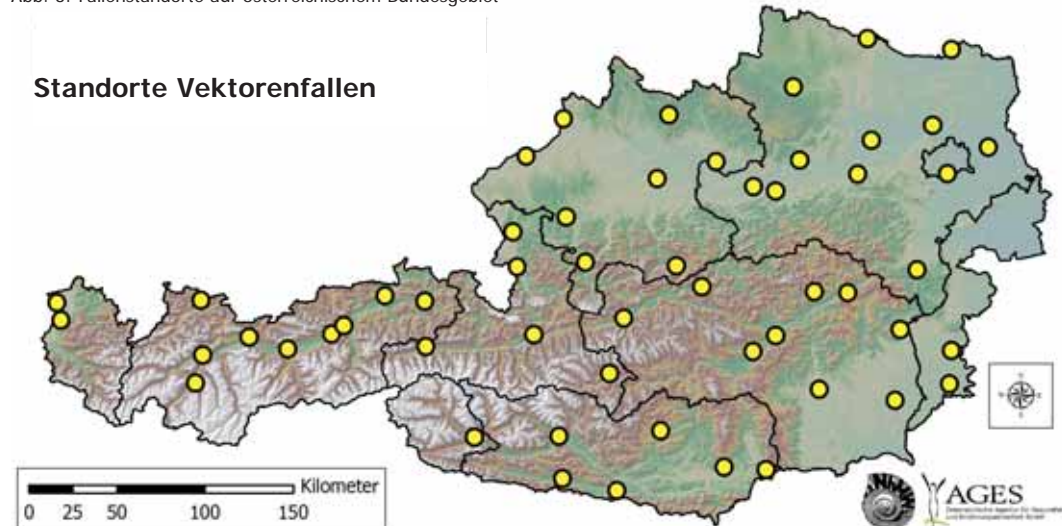 Abb. 3: Fallenstandorte auf österreichischem Bundesgebiet
Standorte Vektorenfallen
Kilometer
0 25 50 100 150
AGES